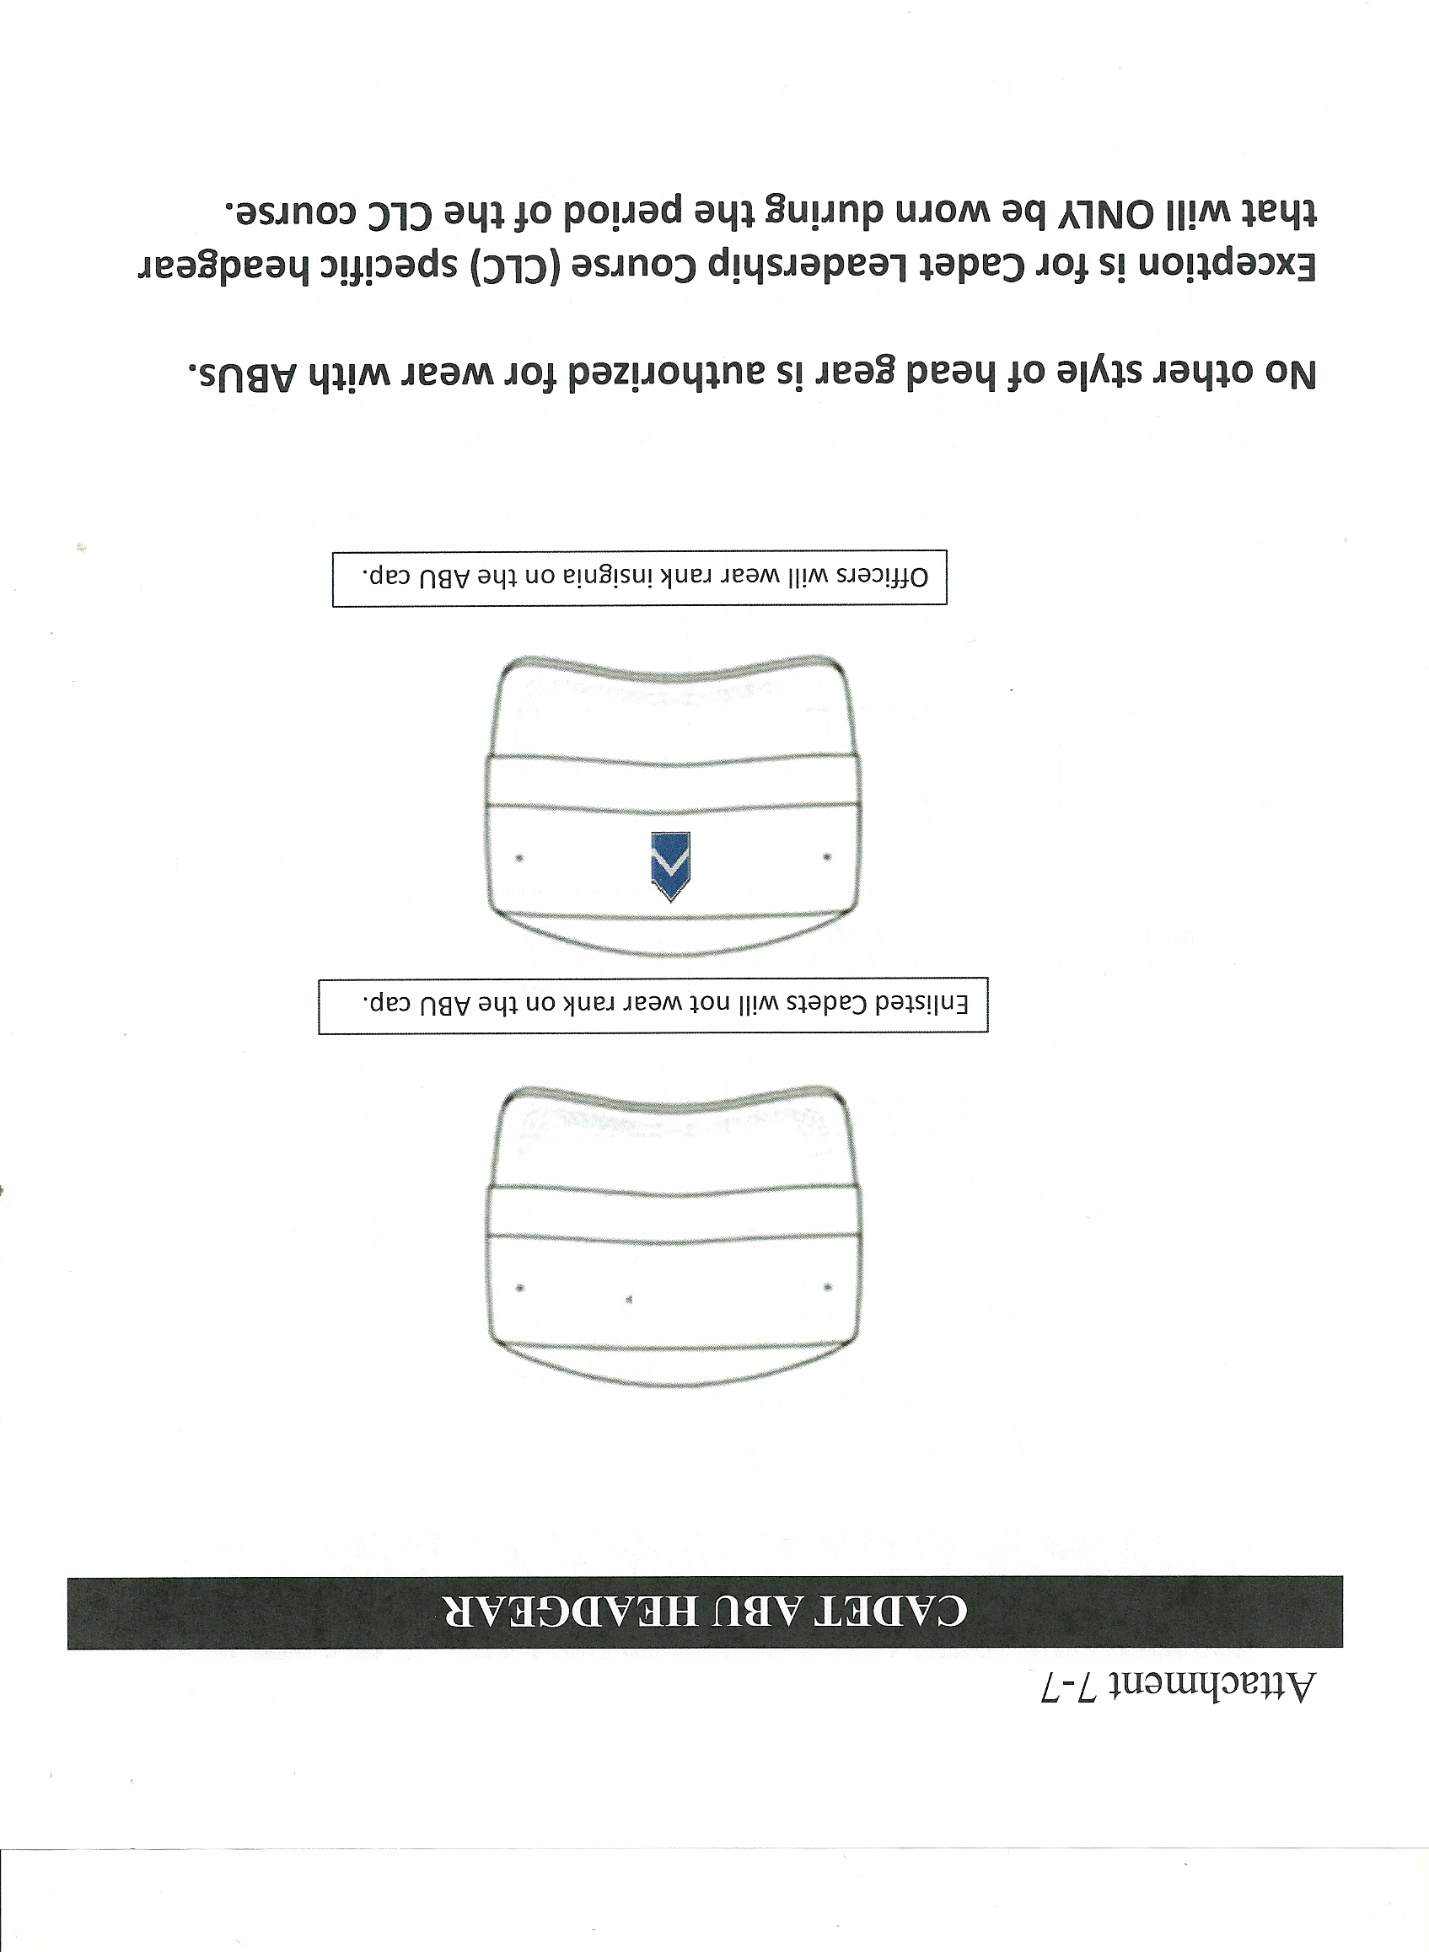 Attachment 7-7
CADET ABU HEADGEAR
Enlisted Cadets will not wear rank on the ABU cap.
Officers will wear rank insignia on the ABU cap.
No other style of head gear is authorized for wear with ABUs.
Exception is for Cadet Leadership Course (CLC) specific headgear
that will ONLY be worn during the period of the CLC course.